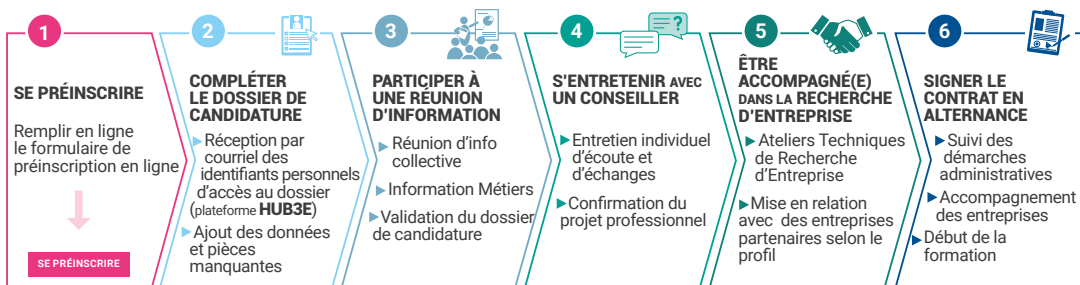 1
SE PRÉINSCRIRE
Remplir en ligne
le formulaire de
préinscription en ligne
SE PRÉINSCRIRE
2
COMPLÉTER
LE DOSSIER DE
CANDIDATURE
Réception par
courriel des
identifiants personnels
d'accès au dossier
(plateforme HUB3E)
Ajout des données
et pièces
manquantes
3
PARTICIPER À
UNE RÉUNION
D'INFORMATION
Réunion d'info
collective
Information Métiers
Validation du dossier
de candidature
?
4
S'ENTRETENIR AVEC
UN CONSEILLER
Entretien individuel
d'écoute et
d'échanges
Confirmation du
projet professionnel
5
ÊTRE
ACCOMPAGNÉ(E)
DANS LA RECHERCHE
D'ENTREPRISE
Ateliers Techniques
de Recherche
d'Entreprise
Mise en relation
avec des entreprises
partenaires selon le
profil
6
SIGNER LE
CONTRAT EN
ALTERNANCE
Suivi des
démarches
administratives
Accompagnement
des entreprises
Début de la
formation